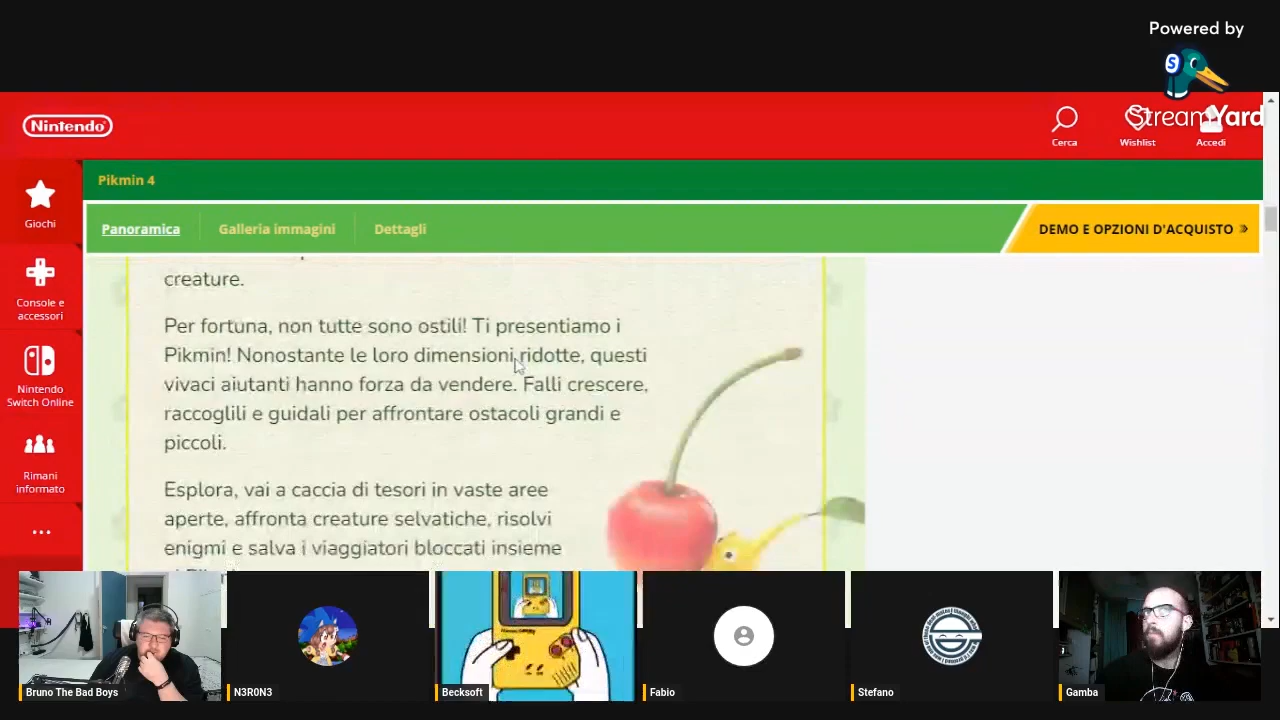 Powered by
StreamYard
Nintendo
Cerca
Wishlist
Accedi
Pikmin 4
Giochi
Panoramica
Galleria immagini
Dettagli
DEMO E OPZIONI D'ACQUISTO
Console e
accessori
Nintendo
Switch Online
Rimani
informato
creature.
Per fortuna, non tutte sono ostili! Ti presentiamo i
Pikmin! Nonostante le loro dimensioni ridotte, questi
vivaci aiutanti hanno forza da vendere. Falli crescere,
raccoglili e guidali per affrontare ostacoli grandi e
piccoli.
Esplora, vai a caccia di tesori in vaste aree
aperte, affronta creature selvatiche, risolvi
enigmi e salva i viaggiatori bloccati insieme
Bruno The Bad Boys
N3R0N3
Becksoft
Fabio
Stefano
Gamba